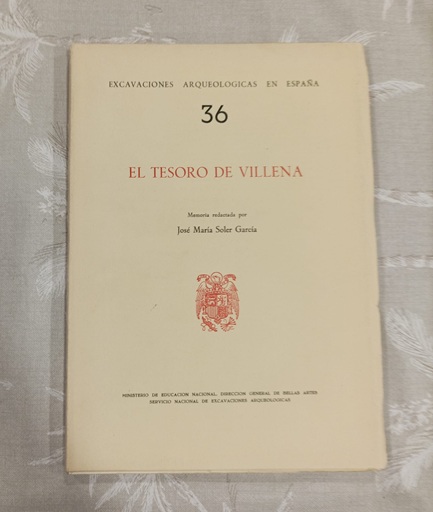 EXCAVACIONES ARQUEOLOGICAS EN ESPAÑA
36
EL TESORO DE VILLENA
Memoria redactada por
José María Soler García
MINISTERIO DE EDUCACION NACIONAL. DIRECCION GENERAL DE BELLAS ARTES
SERVICIO NACIONAL DE EXCAVACIONES ARQUEOLOGICAS